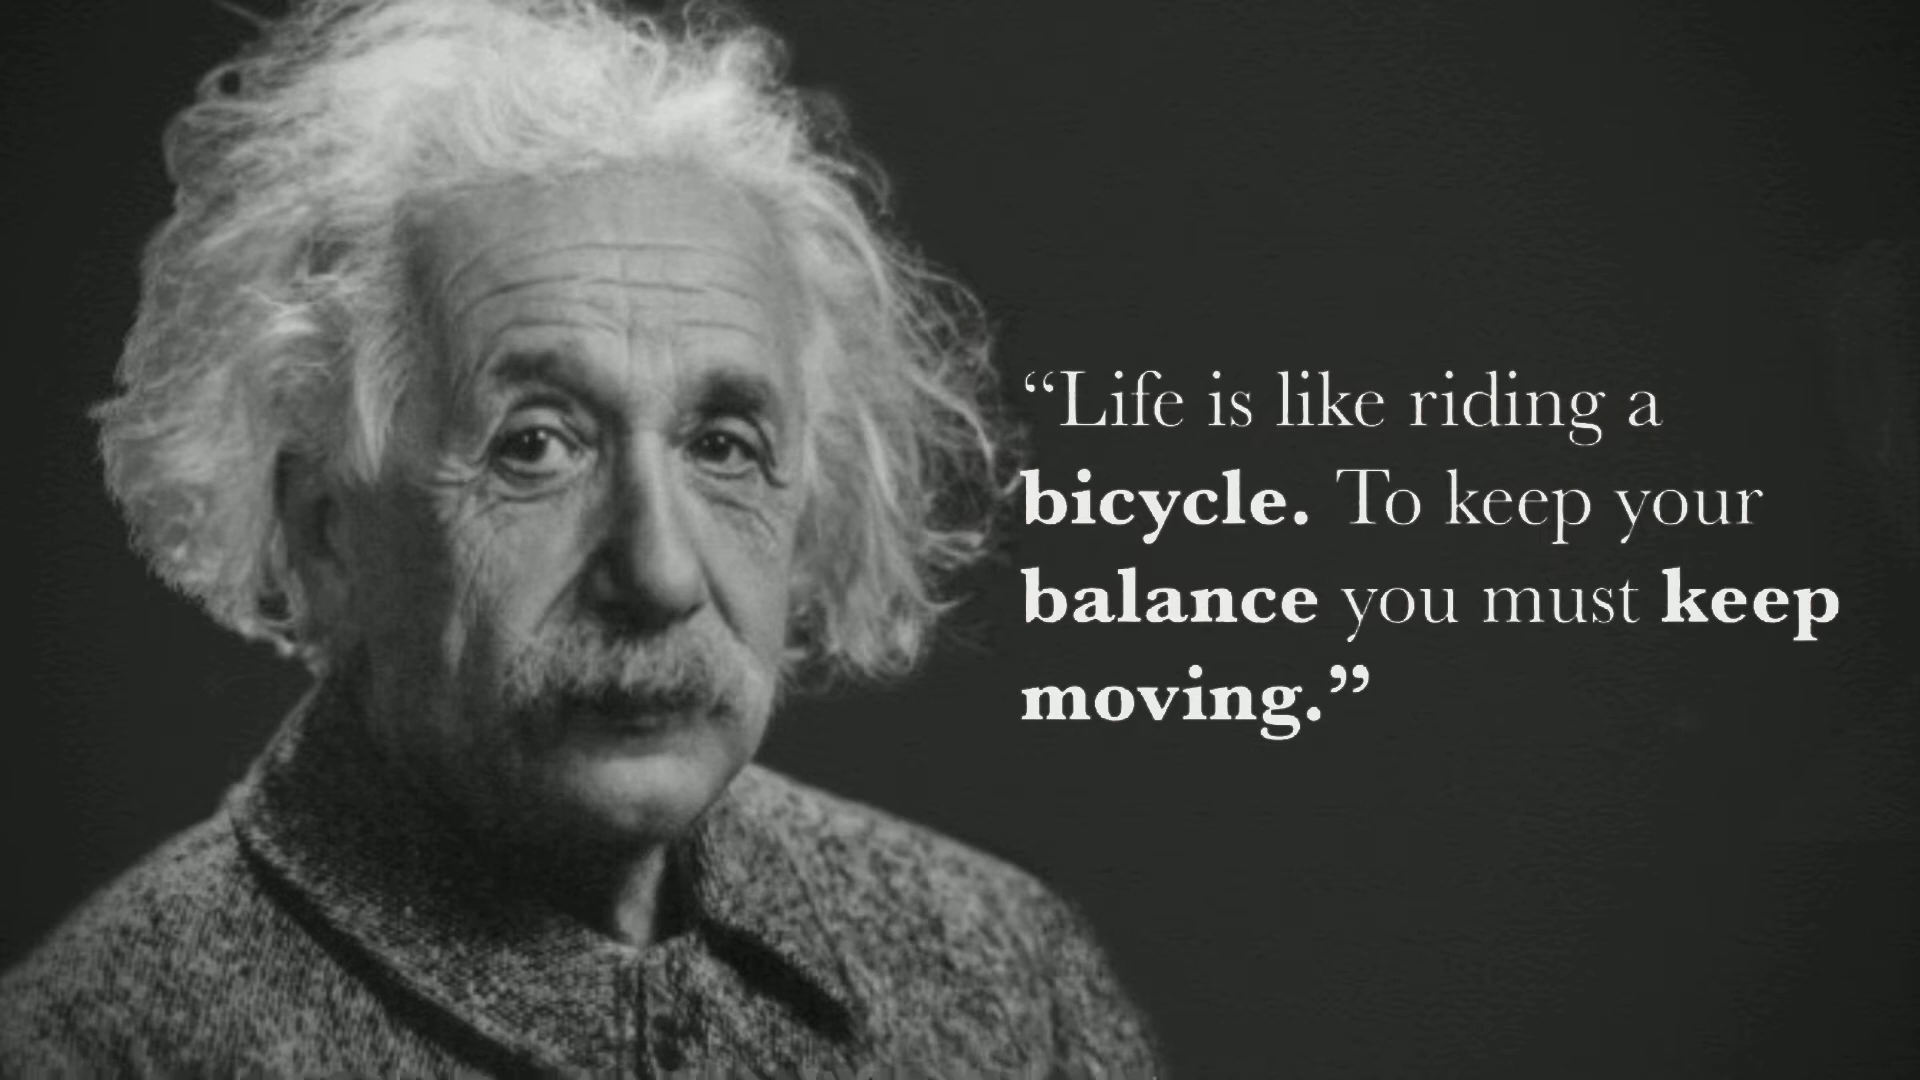 “Life is like riding a
bicycle. To keep your
balance you must keep
moving.”